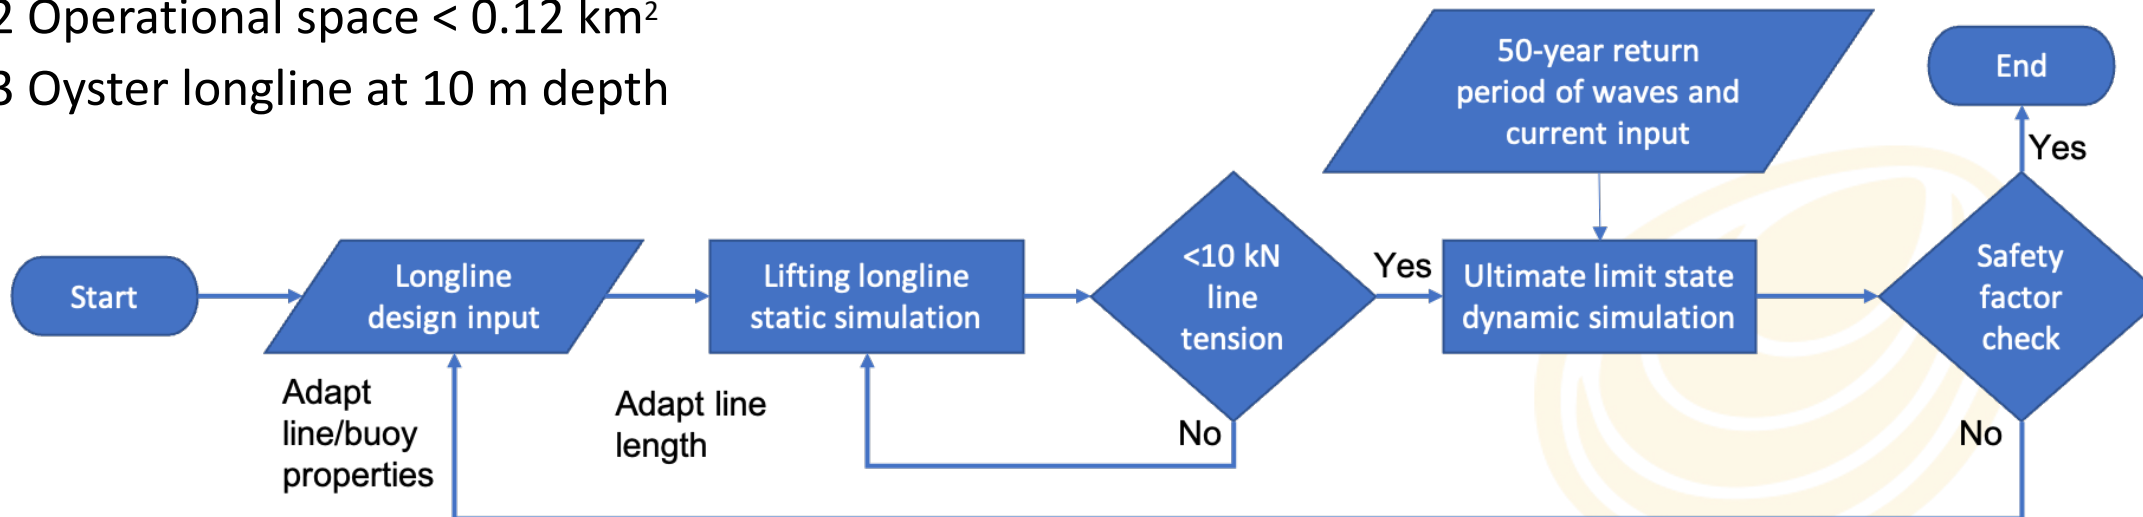 2 Operational space < 0.12 km²
3 Oyster longline at 10 m depth
50-year return
period of waves and
current input
End
Yes
Start
Longline
design input
Lifting longline
static simulation
<10 kN
line
tension
Yes
Ultimate limit state
dynamic simulation
Safety
factor
check
Adapt
line/buoy
properties
Adapt line
length
No
No